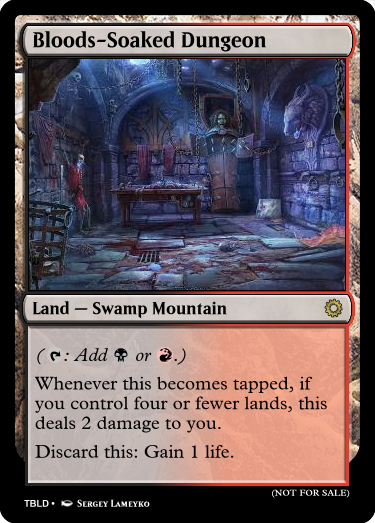 Bloods-Soaked Dungeon
Land — Swamp Mountain
( : Add or .)
Whenever this becomes tapped, if
you control four or fewer lands, this
deals 2 damage to you.
Discard this: Gain 1 life.
(NOT FOR SALE)
TBLD • Sergey Lameyko